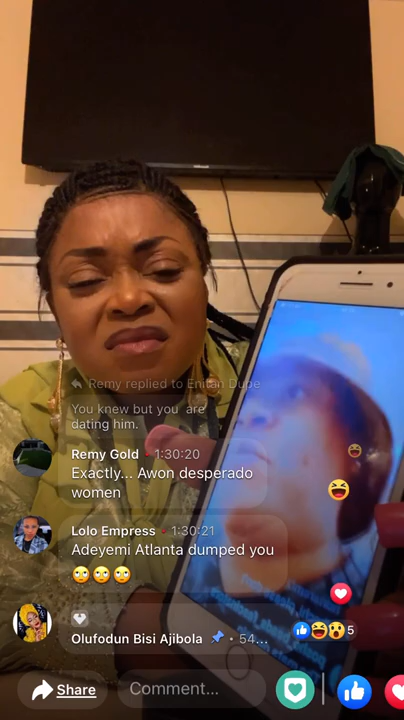 Remy replied to Enitan Dupe
You knew but you are
dating him.
Remy Gold 1:30:20
Exactly... Awon desperado
women
Lolo Empress • 1:30:21
Adeyemi Atlanta dumped you
🙄🙄🙄
5
Olufodun Bisi Ajibola • 54...
Share
Comment...